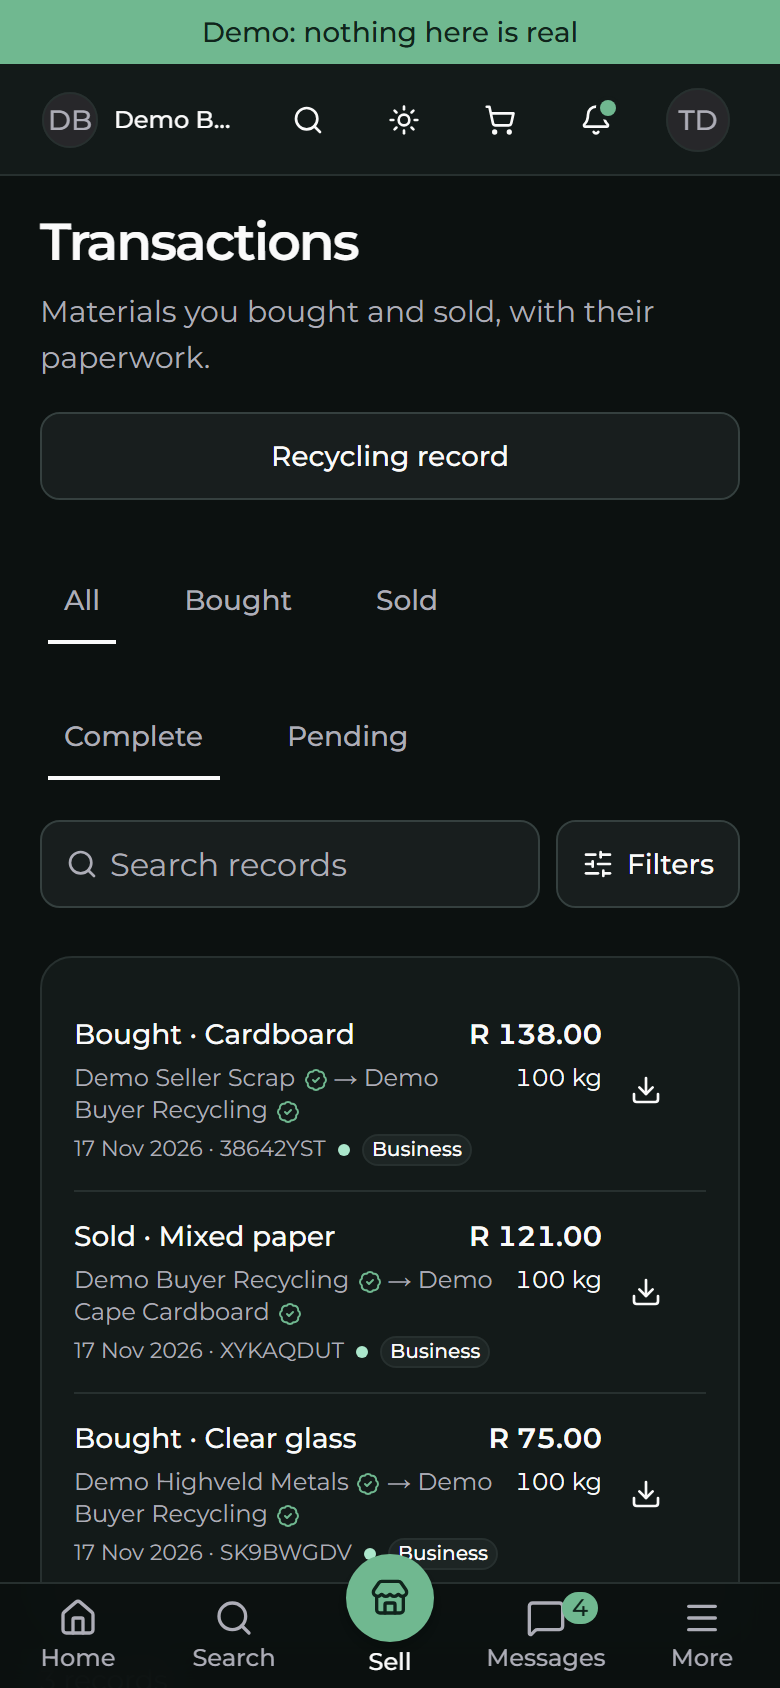 Demo: nothing here is real
DB Demo B... TD
Transactions
Materials you bought and sold, with their
paperwork.
Recycling record
All Bought Sold
Complete Pending
Search records Filters
Bought · Cardboard R 138.00
Demo Seller Scrap → Demo 100 kg
Buyer Recycling
17 Nov 2026 · 38642YST Business
Sold · Mixed paper R 121.00
Demo Buyer Recycling → Demo 100 kg
Cape Cardboard
17 Nov 2026 · XYKAQDUT Business
Bought · Clear glass R 75.00
Demo Highveld Metals → Demo 100 kg
Buyer Recycling
17 Nov 2026 · SK9BWGDV Business
4
Home Search Sell Messages More